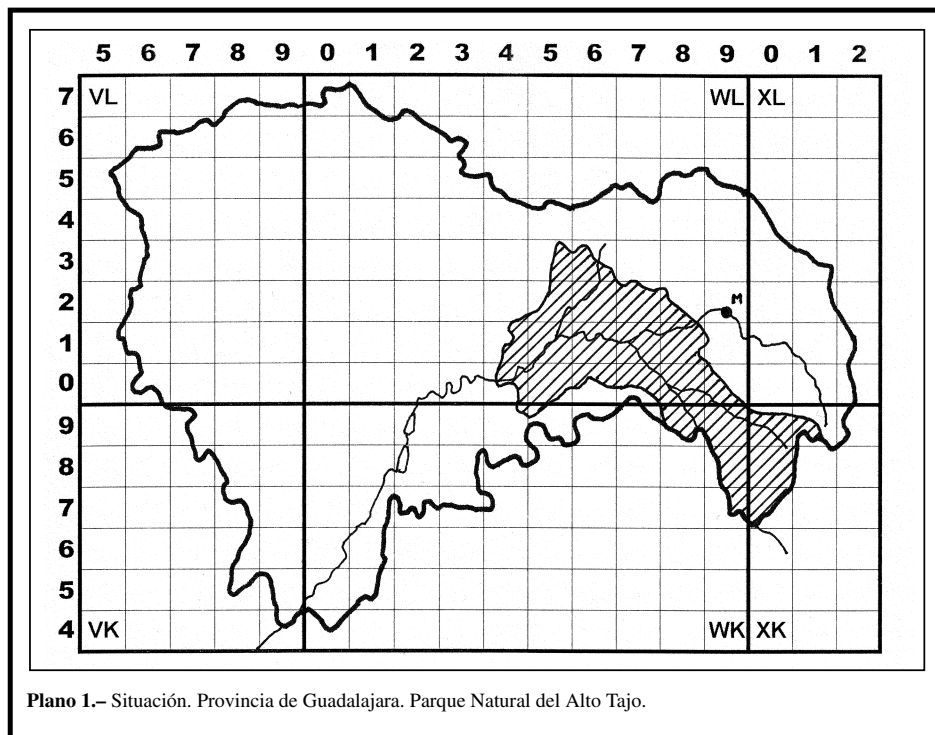 5 6 7 8 9 0 1 2 3 4 5 6 7 8 9 0 1 2
7 VL WL XL
6
5
4
3
2 M
1
0
9
8
7
6
5
4 VK WK XK
Plano 1.– Situación. Provincia de Guadalajara. Parque Natural del Alto Tajo.